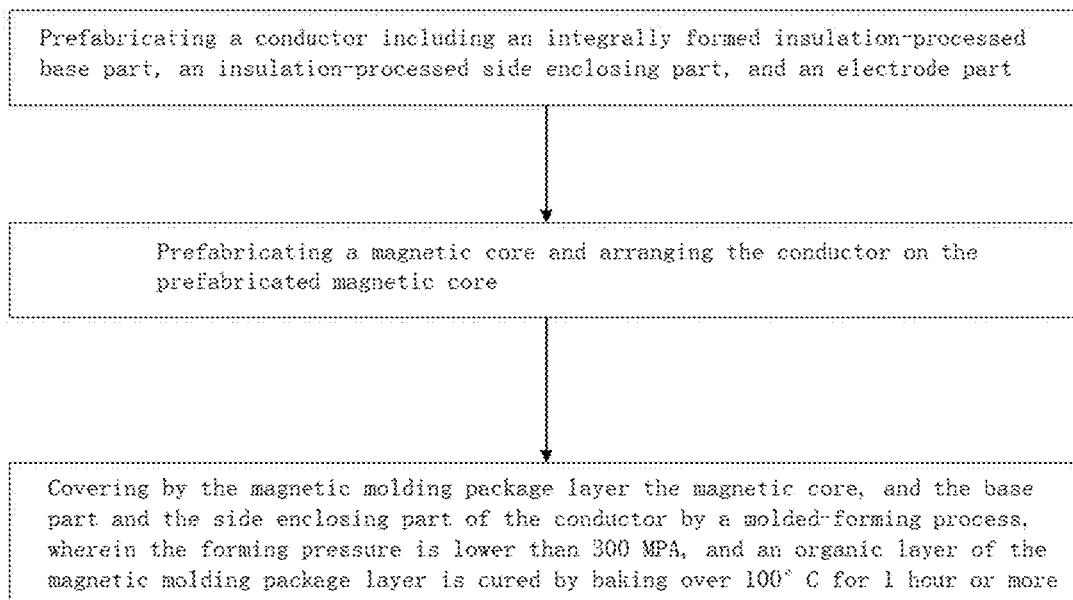 Prefabricating a conductor including an integrally formed insulation-processed
base part, an insulation-processed side enclosing part, and an electrode part
Prefabricating a magnetic core and arranging the conductor on the
prefabricated magnetic core
Covering by the magnetic molding package layer the magnetic core, and the base
part and the side enclosing part of the conductor by a molded-forming process,
wherein the forming pressure is lower than 300 MPA, and an organic layer of the
magnetic molding package layer is cured by baking over 100° C for 1 hour or more